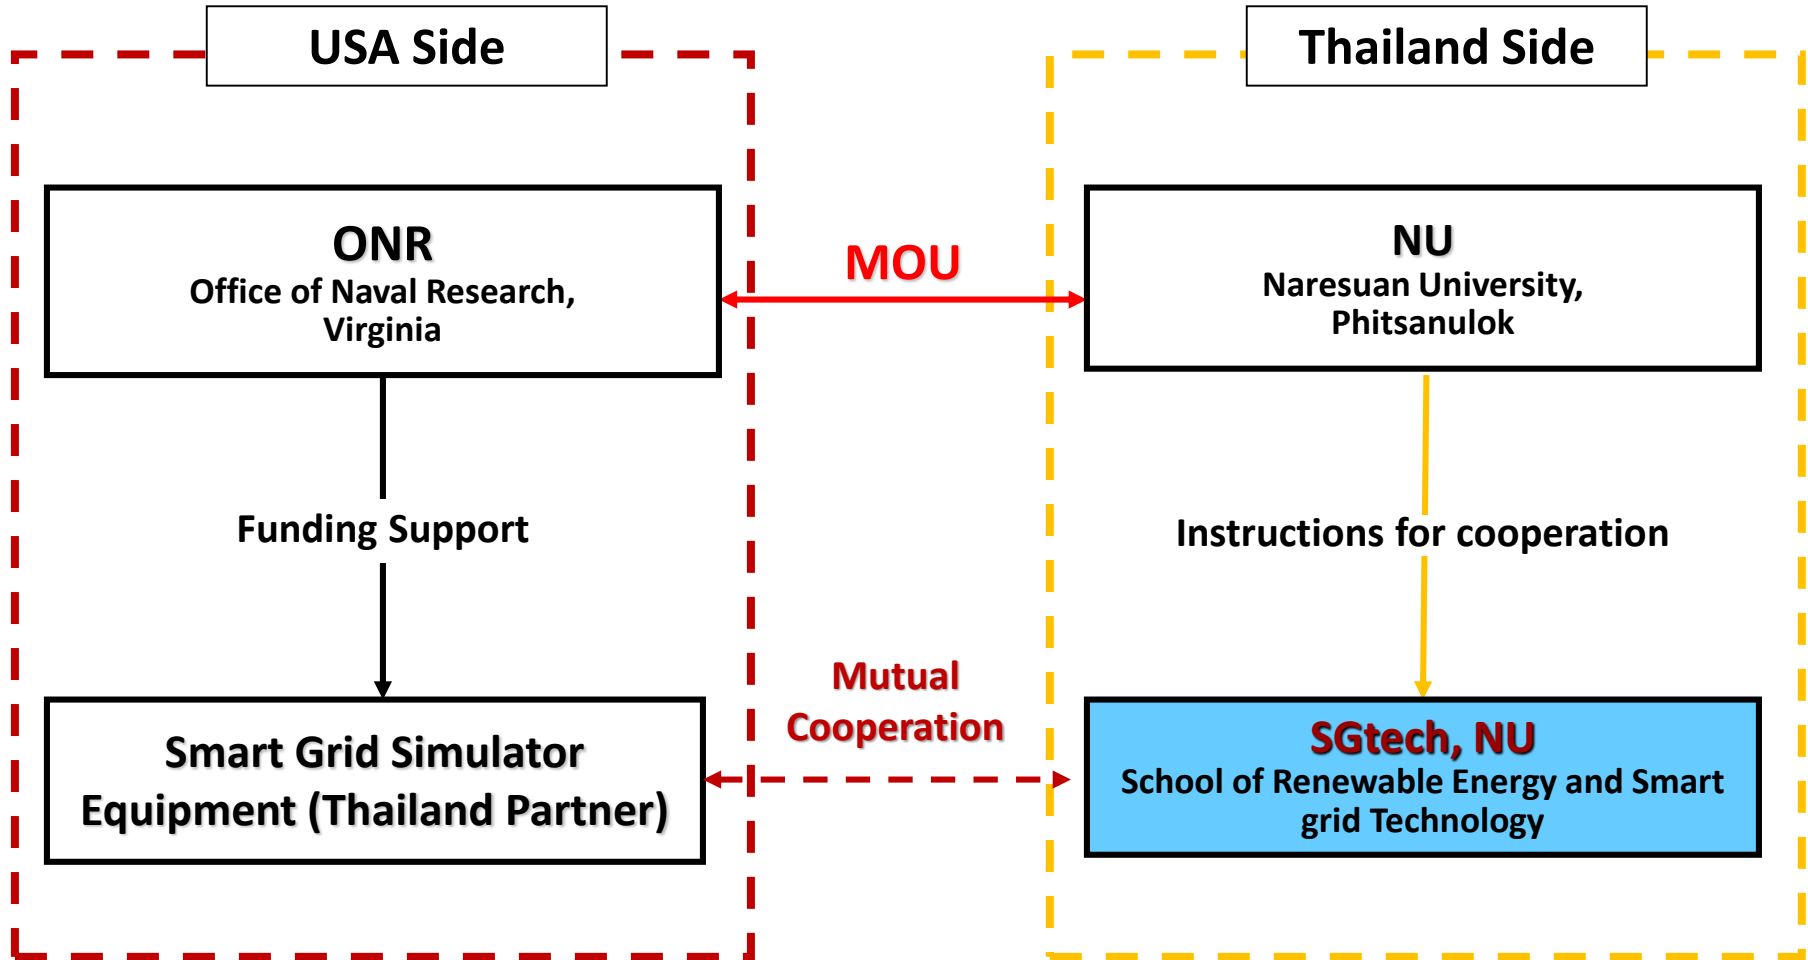 USA Side
Thailand Side
ONR
Office of Naval Research,
Virginia
MOU
NU
Naresuan University,
Phitsanulok
Funding Support
Instructions for cooperation
Mutual
Cooperation
Smart Grid Simulator
Equipment (Thailand Partner)
SGtech, NU
School of Renewable Energy and Smart
grid Technology